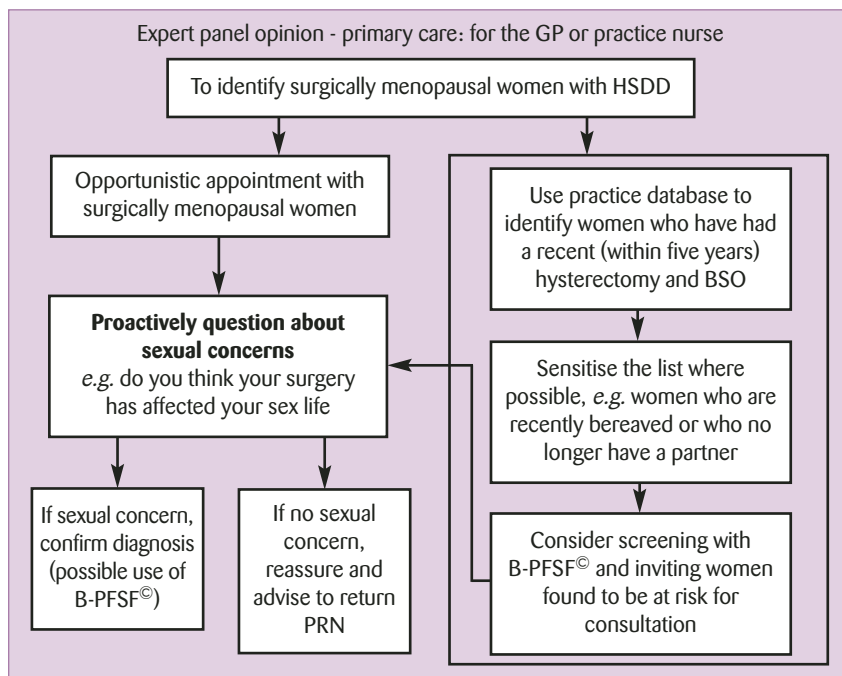 Expert panel opinion - primary care: for the GP or practice nurse
To identify surgically menopausal women with HSDD
Opportunistic appointment with
surgically menopausal women
Proactively question about
sexual concerns
e.g. do you think your surgery
has affected your sex life
If sexual concern,
confirm diagnosis
(possible use of
B-PFSF©)
If no sexual
concern,
reassure and
advise to return
PRN
Use practice database to
identify women who have had
a recent (within five years)
hysterectomy and BSO
Sensitise the list where
possible, e.g. women who are
recently bereaved or who no
longer have a partner
Consider screening with
B-PFSF© and inviting women
found to be at risk for
consultation